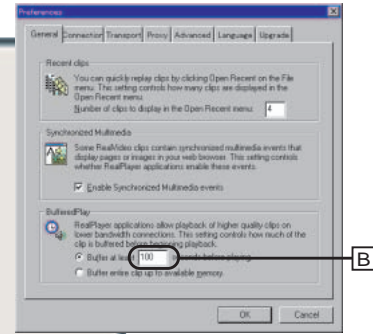 Preferences
General Connection Transport Proxy Advanced Language Upgrade
Recent clips
You can quickly replay clips by clicking Open Recent on the File
menu. This setting controls how many clips are displayed in the
Open Recent menu.
Number of clips to display in the Open Recent menu: 4
Synchronized Multimedia
Some RealVideo clips contain synchronized multimedia events that
display pages or images in your web browser. This setting controls
whether RealPlayer applications enable these events.
Enable Synchronized Multimedia events
BufferedPlay
RealPlayer applications allow playback of higher quality clips on
lower bandwidth connections. This setting controls how much of the
clip is buffered before beginning playback.
Buffer at least 100 seconds before playing
B
Buffer entire clip up to available memory.
OK Cancel